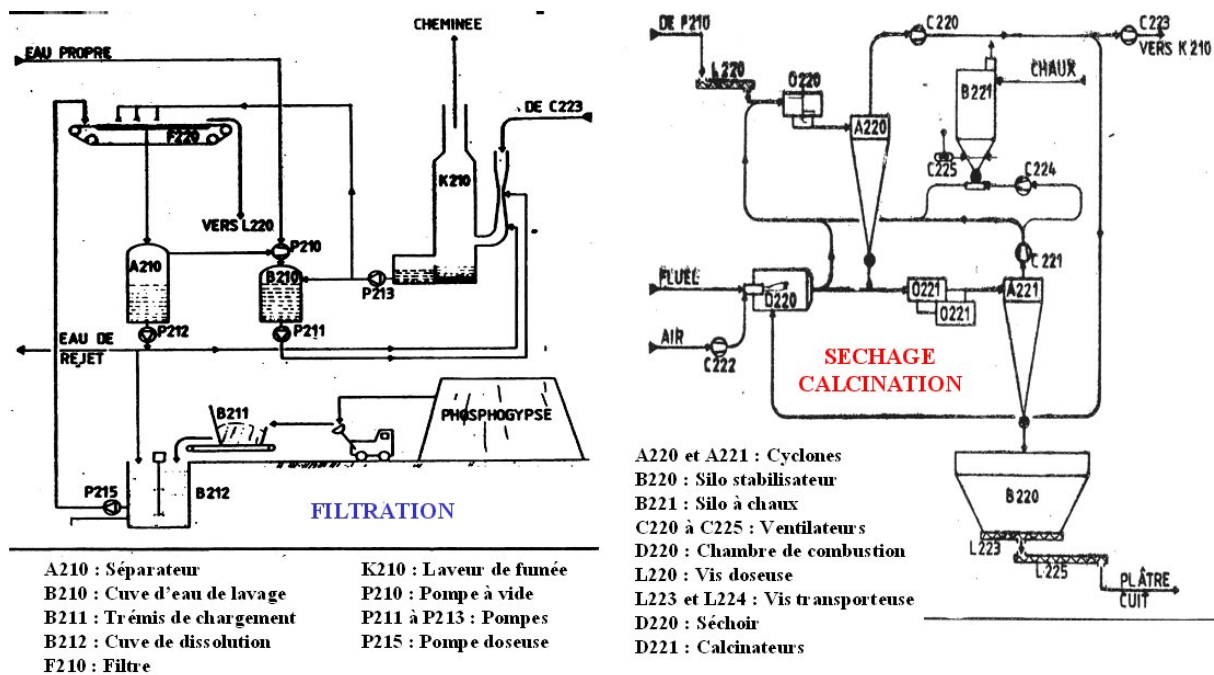 CHEMINEE
EAU PROPRE
DE C223
F220
K210
VERS L220
P210
A210
B210
P213
P212
P211
EAU DE
REJET
B211
PHOSPHOGYPSE
P215
B212
FILTRATION
A210 : Séparateur
B210 : Cuve d'eau de lavage
B211 : Trémis de chargement
B212 : Cuve de dissolution
F210 : Filtre
K210 : Laveur de fumée
P210 : Pompe à vide
P211 à P213 : Pompes
P215 : Pompe doseuse
DE P210
C220
C223
VERS K 210
L220
D220
B221
CHAUX
A220
C225
C224
C221
FLUEL
D220
O221
A221
O221
AIR
C222
SECHAGE
CALCINATION
A220 et A221 : Cyclones
B220 : Silo stabilisateur
B221 : Silo à chaux
C220 à C225 : Ventilateurs
D220 : Chambre de combustion
L220 : Vis doseuse
L223 et L224 : Vis transporteuse
D220 : Séchoir
D221 : Calcinateurs
B220
L223
L225
PLÂTRE
CUIT